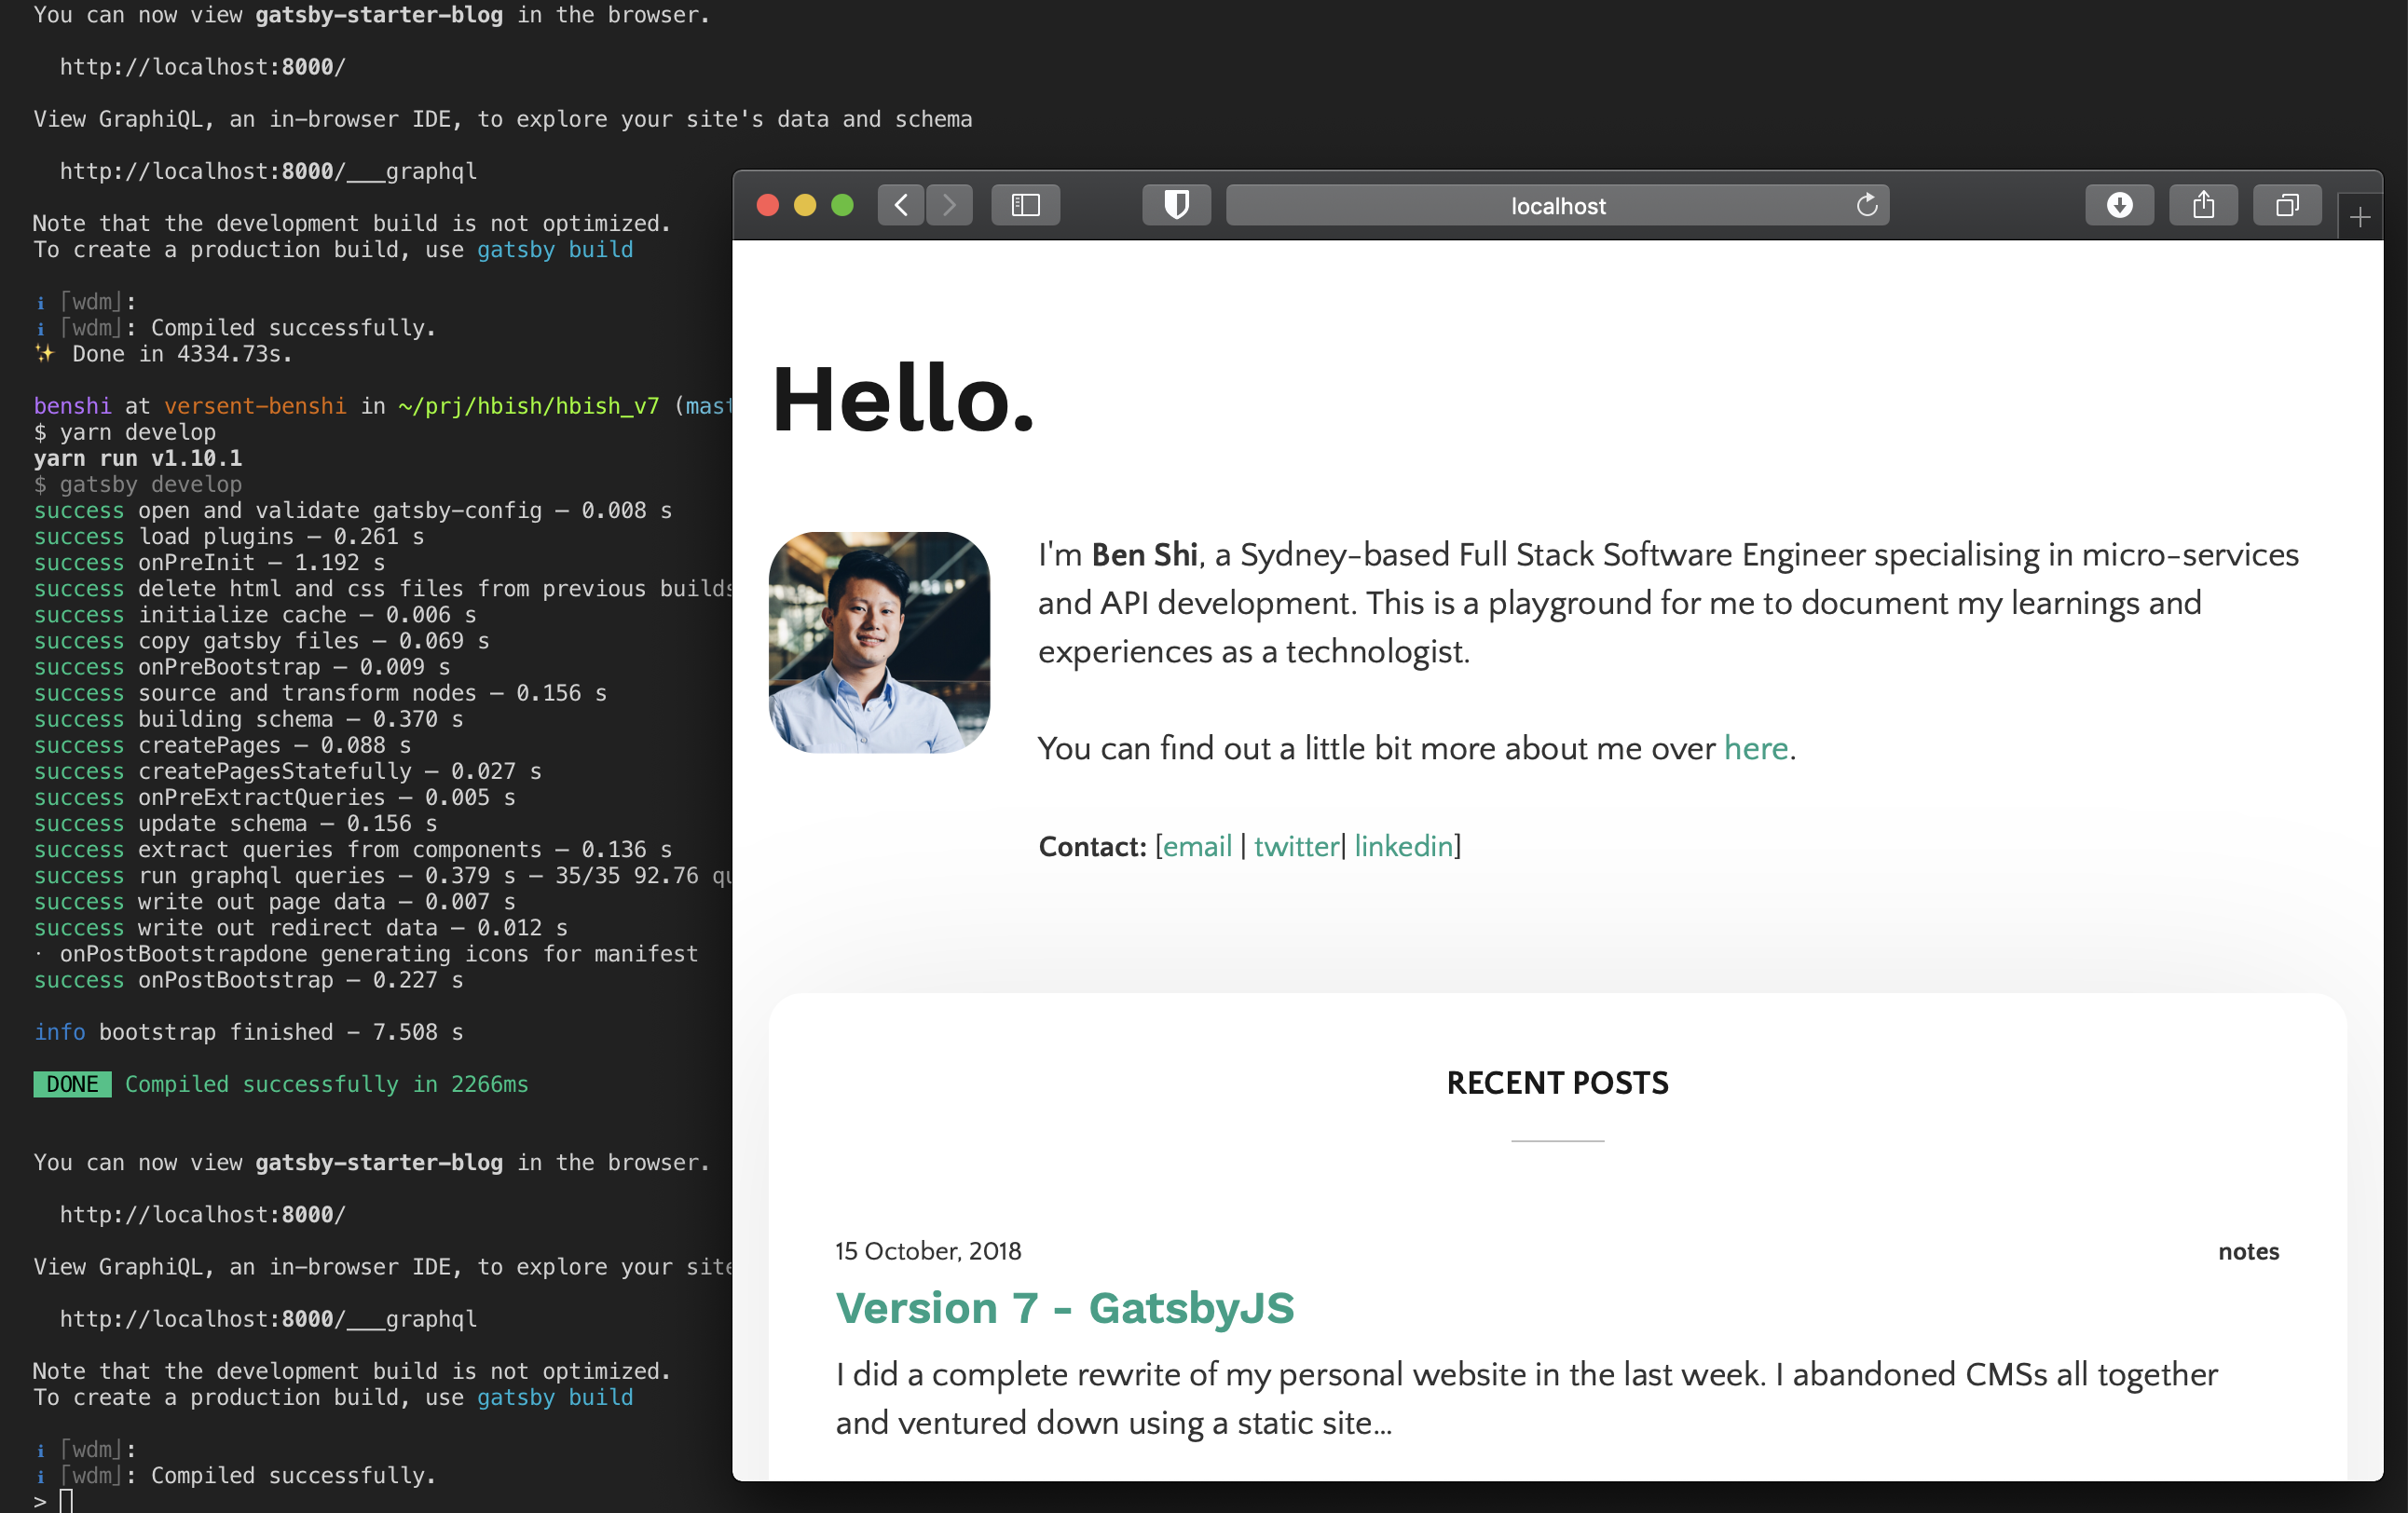 You can now view gatsby-starter-blog in the browser.
http://localhost:8000/
View GraphiQL, an in-browser IDE, to explore your site's data and schema
http://localhost:8000/___graphql
Note that the development build is not optimized.
To create a production build, use gatsby build
ℹ ｢wdm｣:
ℹ ｢wdm｣: Compiled successfully.
✨ Done in 4334.73s.
benshi at versent-benshi in ~/prj/hbish/hbish_v7 (mast
$ yarn develop
yarn run v1.10.1
$ gatsby develop
success open and validate gatsby-config — 0.008 s
success load plugins — 0.261 s
success onPreInit — 1.192 s
success delete html and css files from previous builds
success initialize cache — 0.006 s
success copy gatsby files — 0.069 s
success onPreBootstrap — 0.009 s
success source and transform nodes — 0.156 s
success building schema — 0.370 s
success createPages — 0.088 s
success createPagesStatefully — 0.027 s
success onPreExtractQueries — 0.005 s
success update schema — 0.156 s
success extract queries from components — 0.136 s
success run graphql queries — 0.379 s — 35/35 92.76 qu
success write out page data — 0.007 s
success write out redirect data — 0.012 s
· onPostBootstrapdone generating icons for manifest
success onPostBootstrap — 0.227 s
info bootstrap finished - 7.508 s
DONE Compiled successfully in 2266ms
You can now view gatsby-starter-blog in the browser.
http://localhost:8000/
View GraphiQL, an in-browser IDE, to explore your site
http://localhost:8000/___graphql
Note that the development build is not optimized.
To create a production build, use gatsby build
ℹ ｢wdm｣:
ℹ ｢wdm｣: Compiled successfully.
>
localhost
Hello.
I'm Ben Shi, a Sydney-based Full Stack Software Engineer specialising in micro-services
and API development. This is a playground for me to document my learnings and
experiences as a technologist.
You can find out a little bit more about me over here.
Contact: [email | twitter| linkedin]
RECENT POSTS
15 October, 2018
notes
Version 7 - GatsbyJS
I did a complete rewrite of my personal website in the last week. I abandoned CMSs all together
and ventured down using a static site...